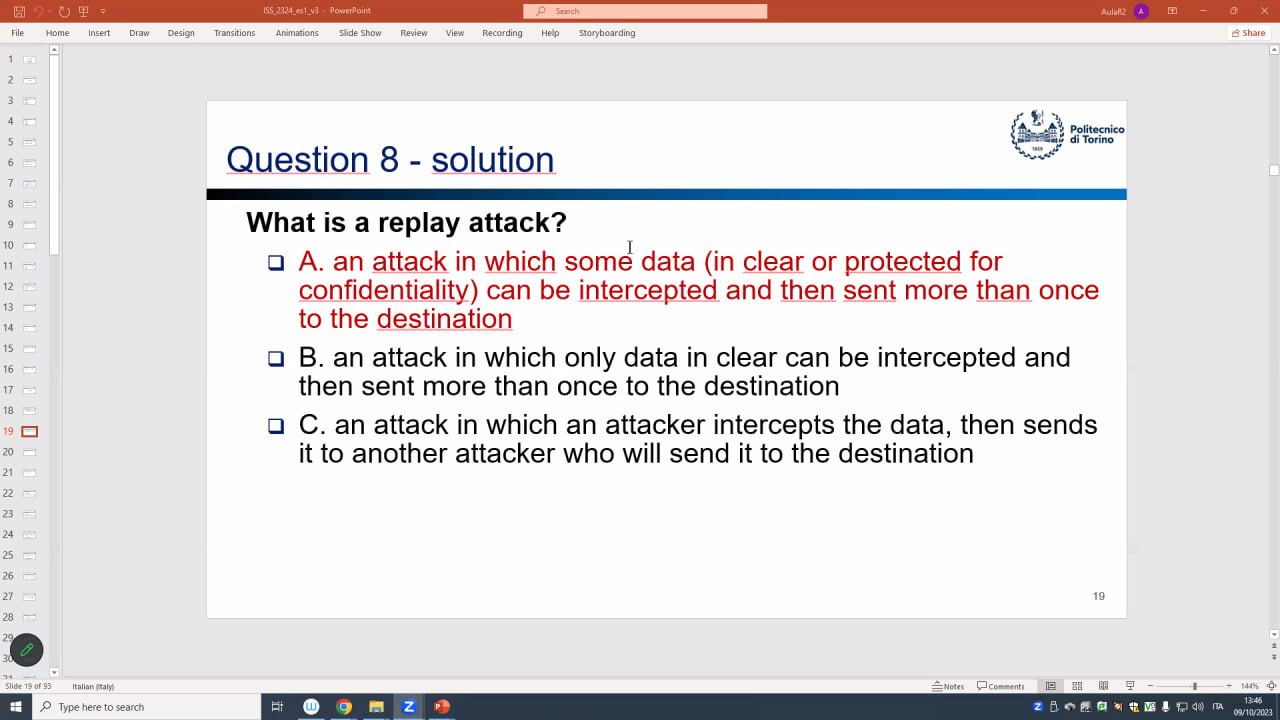 ISS_2324_es1_v3 - PowerPoint
Search
AulaR2
A
File Home Insert Draw Design Transitions Animations Slide Show Review View Recording Help Storyboarding
Share
1
2
3
4
5
6
7
8
9
10
11
12
13
14
15
16
17
18
19
20
21
22
23
24
25
26
27
28
29
30
Politecnico
di Torino
1859
Question 8 - solution
What is a replay attack?
A. an attack in which some data (in clear or protected for
confidentiality) can be intercepted and then sent more than once
to the destination
B. an attack in which only data in clear can be intercepted and
then sent more than once to the destination
C. an attack in which an attacker intercepts the data, then sends
it to another attacker who will send it to the destination
19
Slide 19 of 93 Italian (Italy)
Notes Comments
144%
Type here to search
ITA
13:46
09/10/2023